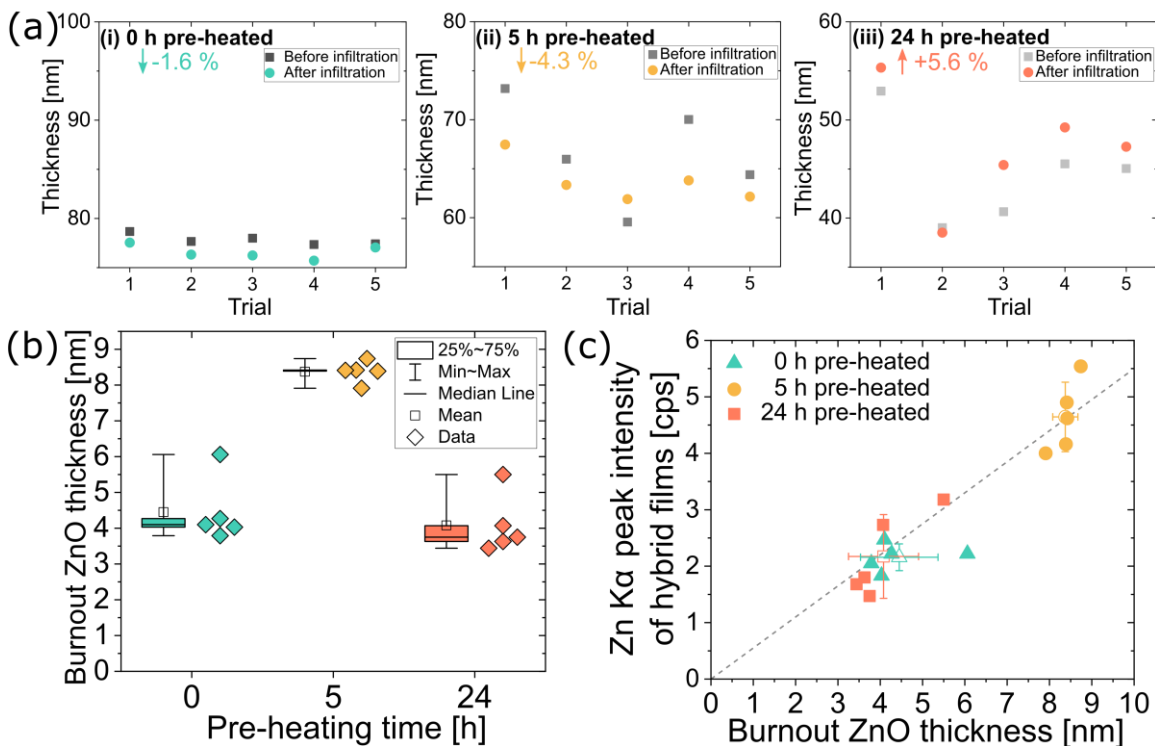 (a)
(i) 0 h pre-heated
-1.6 %
Before infiltration
After infiltration
Thickness [nm]
100
90
80
1 2 3 4 5
Trial
(ii) 5 h pre-heated
-4.3 %
Before infiltration
After infiltration
Thickness [nm]
80
70
60
1 2 3 4 5
Trial
(iii) 24 h pre-heated
+5.6 %
Before infiltration
After infiltration
Thickness [nm]
60
50
40
1 2 3 4 5
Trial
(b)
Burnout ZnO thickness [nm]
9
8
7
6
5
4
3
2
1
0
25%~75%
Min~Max
Median Line
Mean
Data
0 5 24
Pre-heating time [h]
(c)
Zn Kα peak intensity
of hybrid films [cps]
6
5
4
3
2
1
0
0 h pre-heated
5 h pre-heated
24 h pre-heated
0 1 2 3 4 5 6 7 8 9 10
Burnout ZnO thickness [nm]